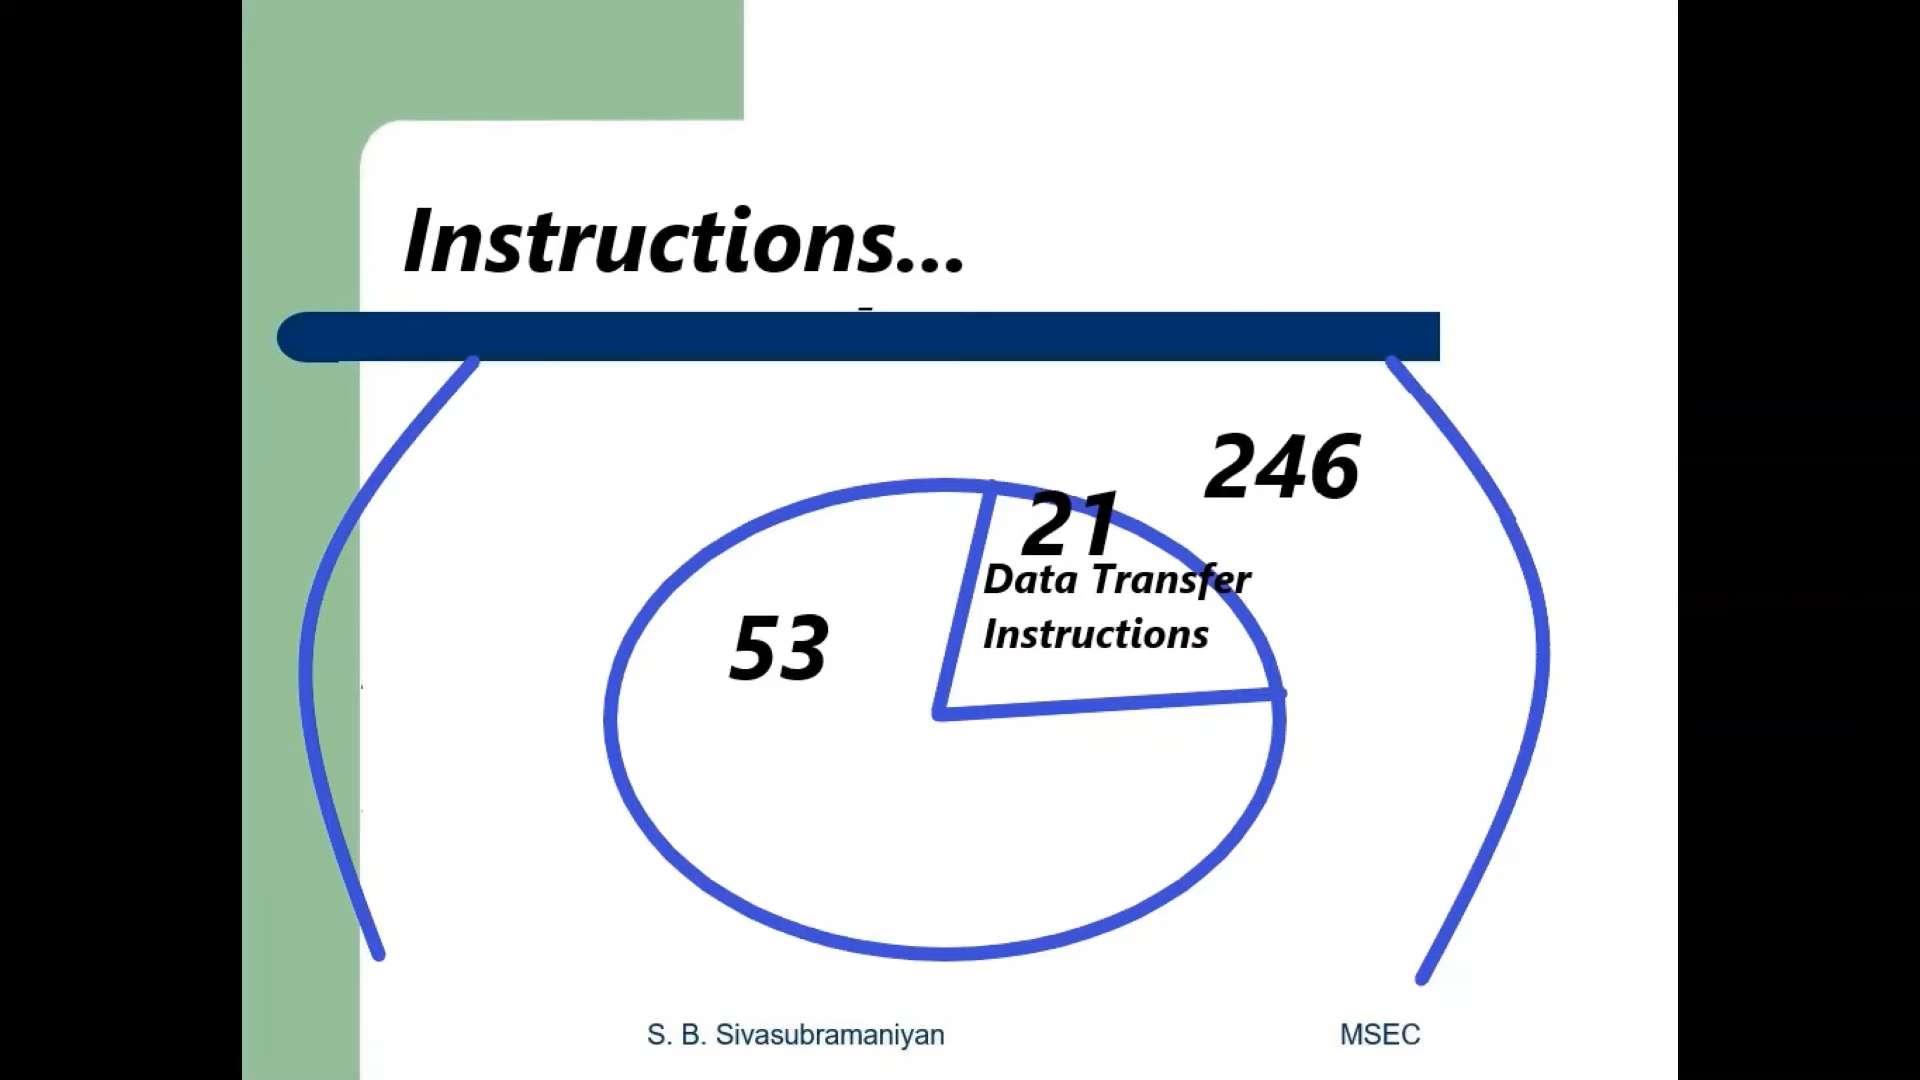 Instructions...
246
21
Data Transfer
Instructions
53
S. B. Sivasubramaniyan
MSEC